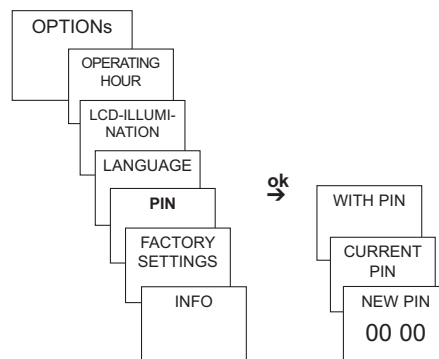 OPTIONs
OPERATING
HOUR
LCD-ILLUMI-
NATION
LANGUAGE
PIN
FACTORY
SETTINGS
INFO
ok
→
WITH PIN
CURRENT
PIN
NEW PIN
00 00